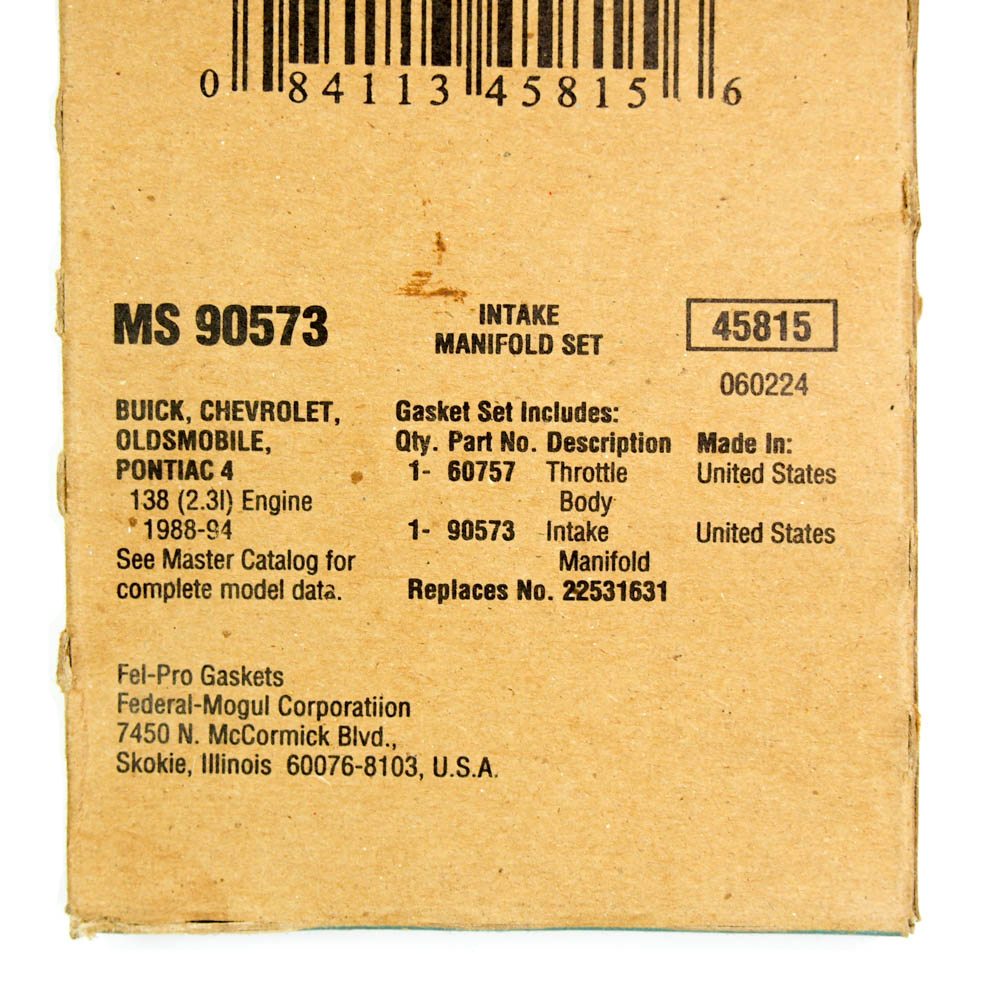 0 84113 45815 6
MS 90573
INTAKE
MANIFOLD SET
45815
060224
BUICK, CHEVROLET,
OLDSMOBILE,
PONTIAC 4
138 (2.3l) Engine
1988-94
See Master Catalog for
complete model data.
Gasket Set Includes:
Qty. Part No. Description Made In:
1- 60757 Throttle United States
Body
1- 90573 Intake United States
Manifold
Replaces No. 22531631
Fel-Pro Gaskets
Federal-Mogul Corporatiion
7450 N. McCormick Blvd.,
Skokie, Illinois 60076-8103, U.S.A.